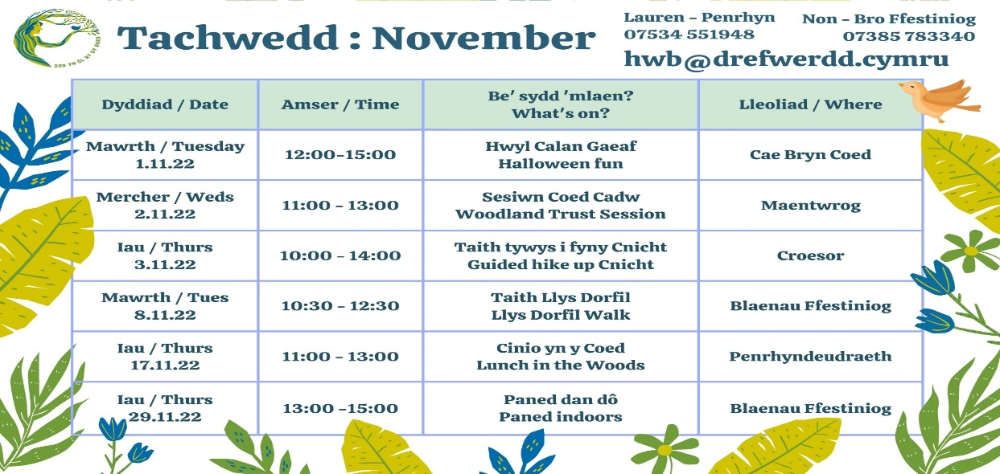 Tachwedd : November
Lauren – Penrhyn
07534 551948
Non – Bro Ffestiniog
07385 783340
hwb@drefwerdd.cymru
Dyddiad / Date
Amser / Time
Be' sydd 'mlaen?
What's on?
Lleoliad / Where
Mawrth / Tuesday
1.11.22
12:00-15:00
Hwyl Calan Gaeaf
Halloween fun
Cae Bryn Coed
Mercher / Weds
2.11.22
11:00 - 13:00
Sesiwn Coed Cadw
Woodland Trust Session
Maentwrog
Iau / Thurs
3.11.22
10:00 - 14:00
Taith tywys i fyny Cnicht
Guided hike up Cnicht
Croesor
Mawrth / Tues
8.11.22
10:30 - 12:30
Taith Llys Dorfil
Llys Dorfil Walk
Blaenau Ffestiniog
Iau / Thurs
17.11.22
11:00 - 13:00
Cinio yn y Coed
Lunch in the Woods
Penrhyndeudraeth
Iau / Thurs
29.11.22
13:00 -15:00
Paned dan dô
Paned indoors
Blaenau Ffestiniog